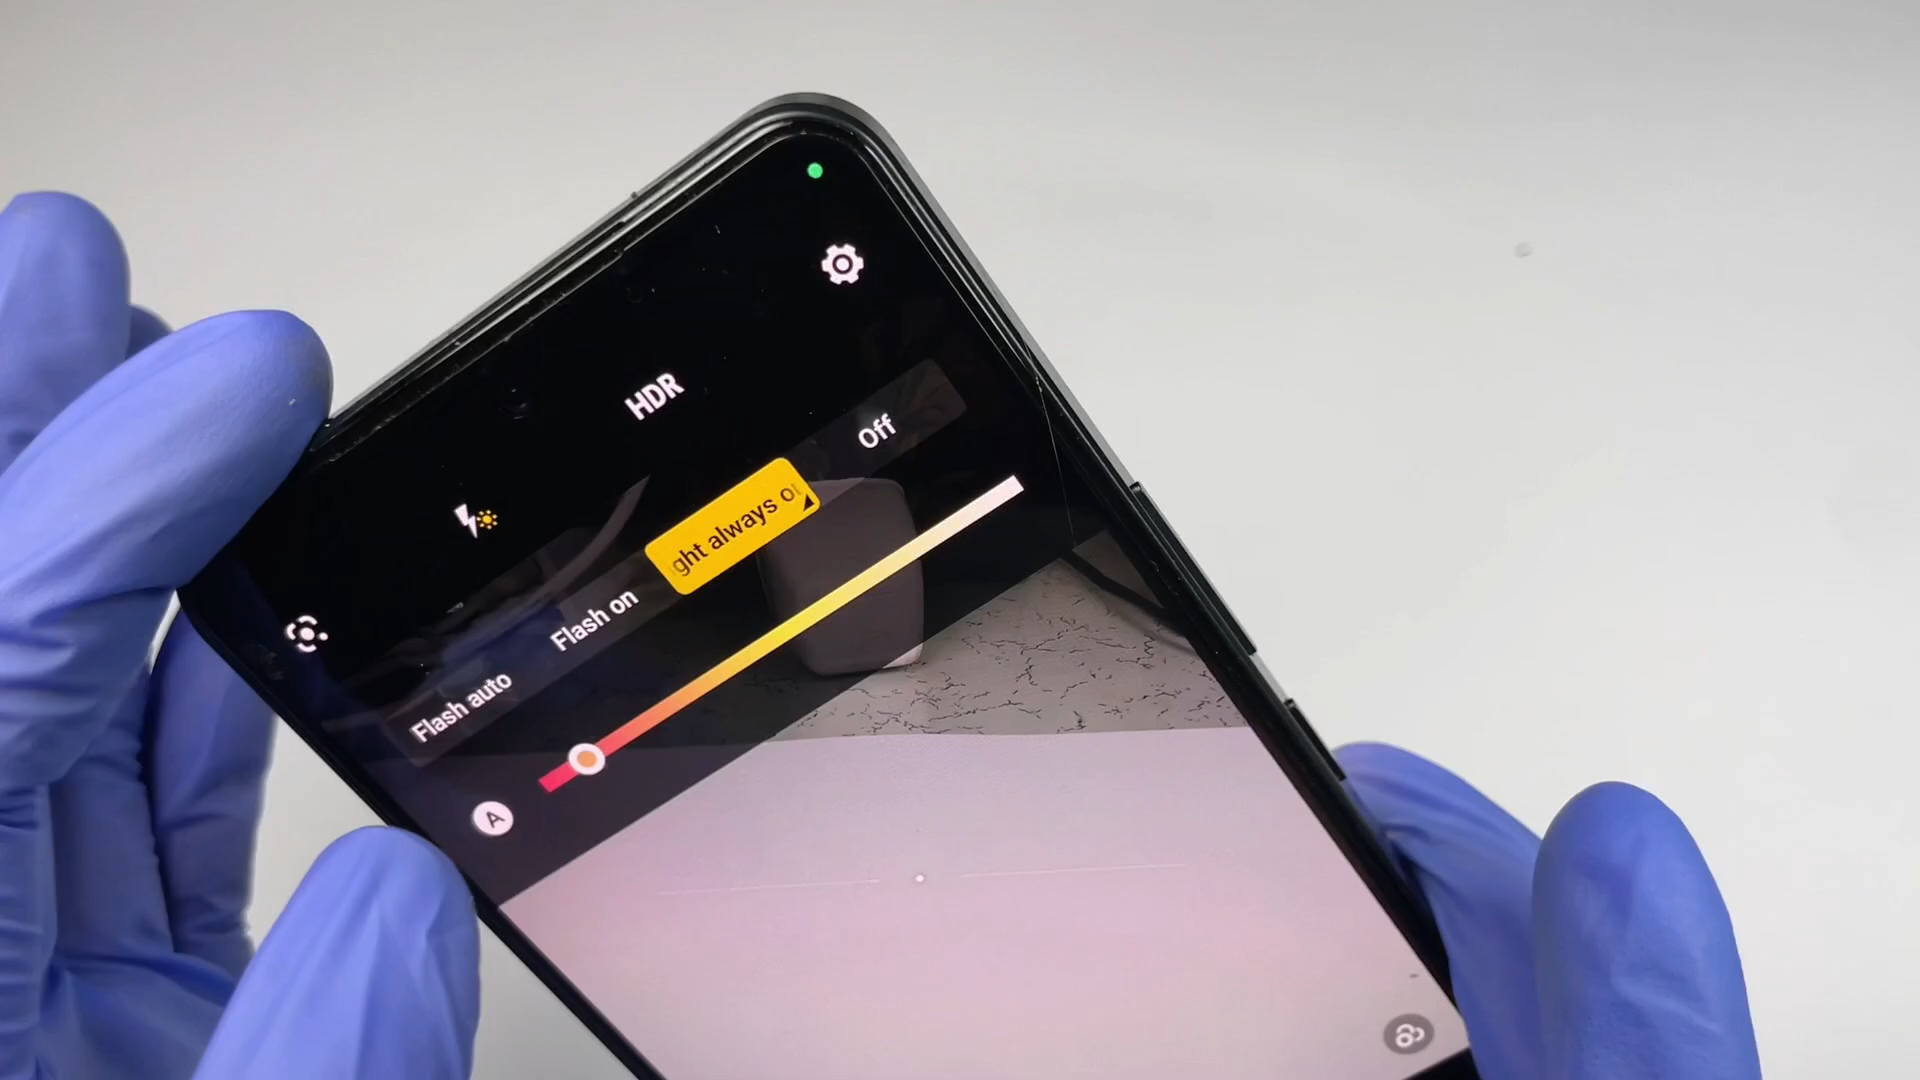 HDR
Flash auto
Flash on
ght always o
Off
A